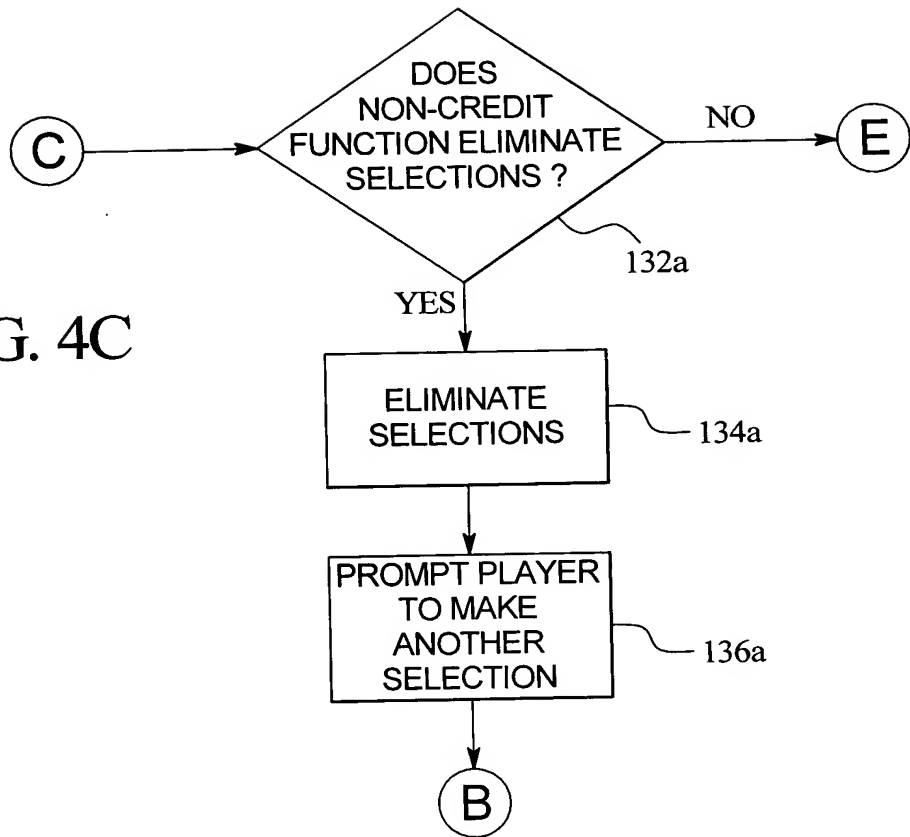 DOES
NON-CREDIT
FUNCTION ELIMINATE
SELECTIONS ?
C
NO
E
132a
YES
G. 4C
ELIMINATE
SELECTIONS
134a
PROMPT PLAYER
TO MAKE
ANOTHER
SELECTION
136a
B